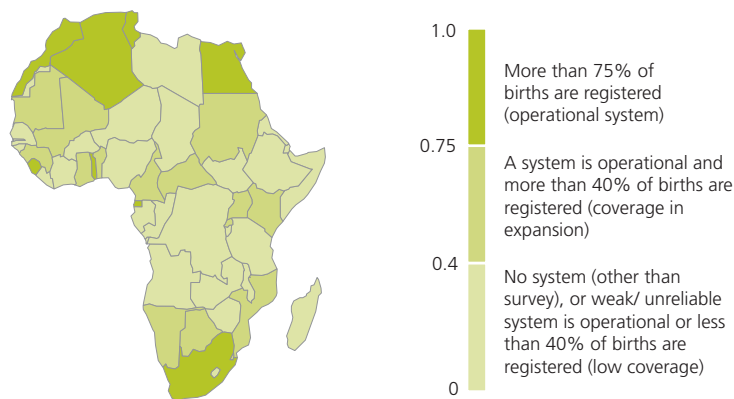 1.0
More than 75% of
births are registered
(operational system)
0.75
A system is operational and
more than 40% of births are
registered (coverage in
expansion)
0.4
No system (other than
survey), or weak/ unreliable
system is operational or less
than 40% of births are
registered (low coverage)
0